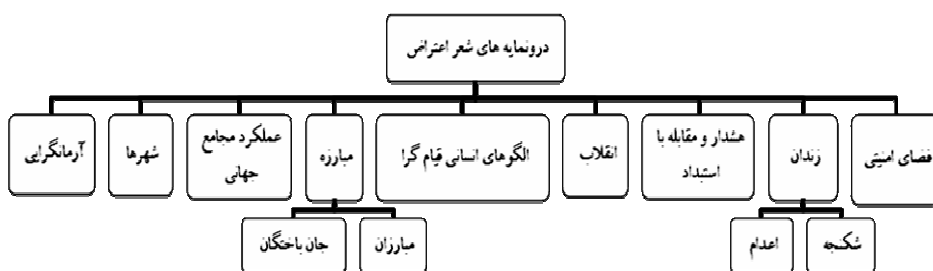 درونمایه های شعر اعتراض
فضای امنیتی
زندان
هشدار و مقابله با
استبداد
انقلاب
الگوهای انسانی قیام گرا
مبارزه
عملکرد مجامع
جهانی
شهرها
آرمانگرایی
شکنجه
اعدام
مبارزان
جان باختگان